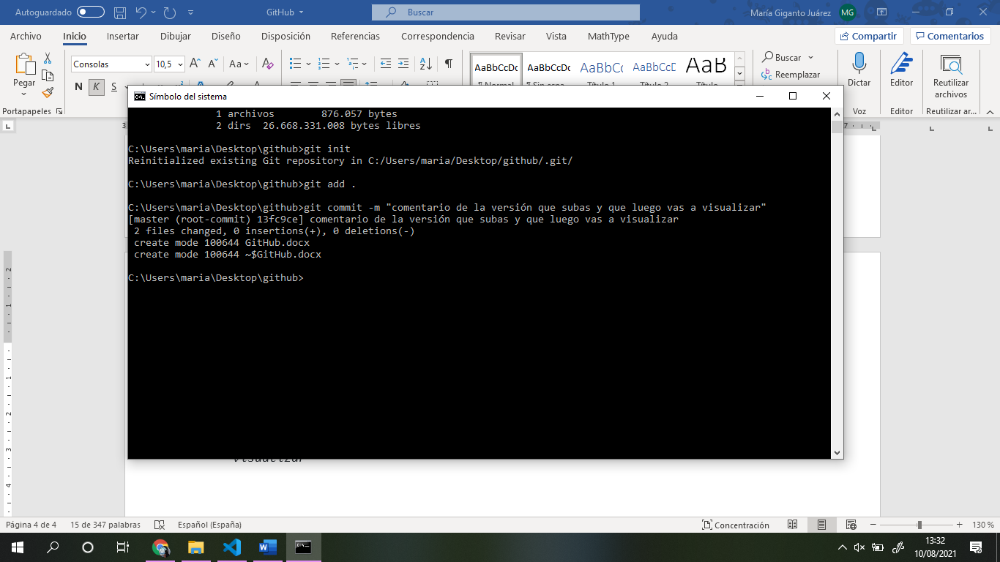 Autoguardado
GitHub
Buscar
María Giganto Juárez
MG
Archivo
Inicio
Insertar
Dibujar
Diseño
Disposición
Referencias
Correspondencia
Revisar
Vista
MathType
Ayuda
Compartir
Comentarios
Pegar
Portapapeles
Consolas
10,5
Aa
N K S
AaBbCcDc
AaBbCcDc
AaBbCc
AaBbCcD
AaB
¶ Normal
Título 1
Título 2
Título
Buscar
Reemplazar
Dictar
Voz
Editor
Editor
Reutilizar
archivos
Reutilizar ar...
Símbolo del sistema
1 archivos 876.057 bytes
2 dirs 26.668.331.008 bytes libres
C:\Users\maria\Desktop\github>git init
Reinitialized existing Git repository in C:/Users/maria/Desktop/github/.git/
C:\Users\maria\Desktop\github>git add .
C:\Users\maria\Desktop\github>git commit -m "comentario de la versión que subas y que luego vas a visualizar"
[master (root-commit) 13fc9ce] comentario de la versión que subas y que luego vas a visualizar
2 files changed, 0 insertions(+), 0 deletions(-)
create mode 100644 GitHub.docx
create mode 100644 ~$GitHub.docx
C:\Users\maria\Desktop\github>
visualizar
Página 4 de 4
15 de 347 palabras
Español (España)
Concentración
130 %
13:32
10/08/2021